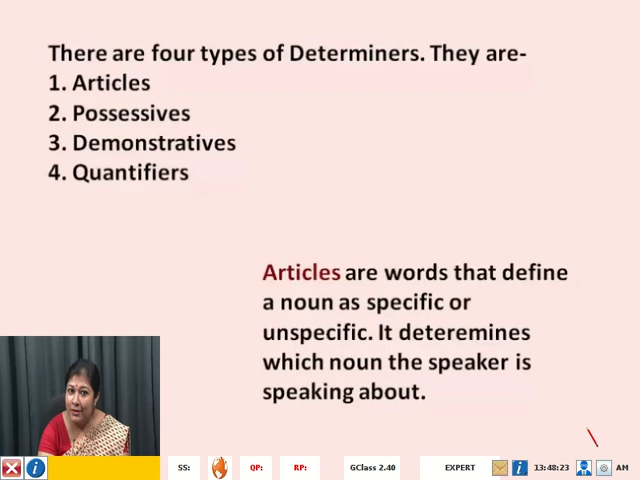 There are four types of Determiners. They are-
1. Articles
2. Possessives
3. Demonstratives
4. Quantifiers
Articles are words that define
a noun as specific or
unspecific. It deteremines
which noun the speaker is
speaking about.
SS: QP: RP: GClass 2.40 EXPERT 13:48:23 AM